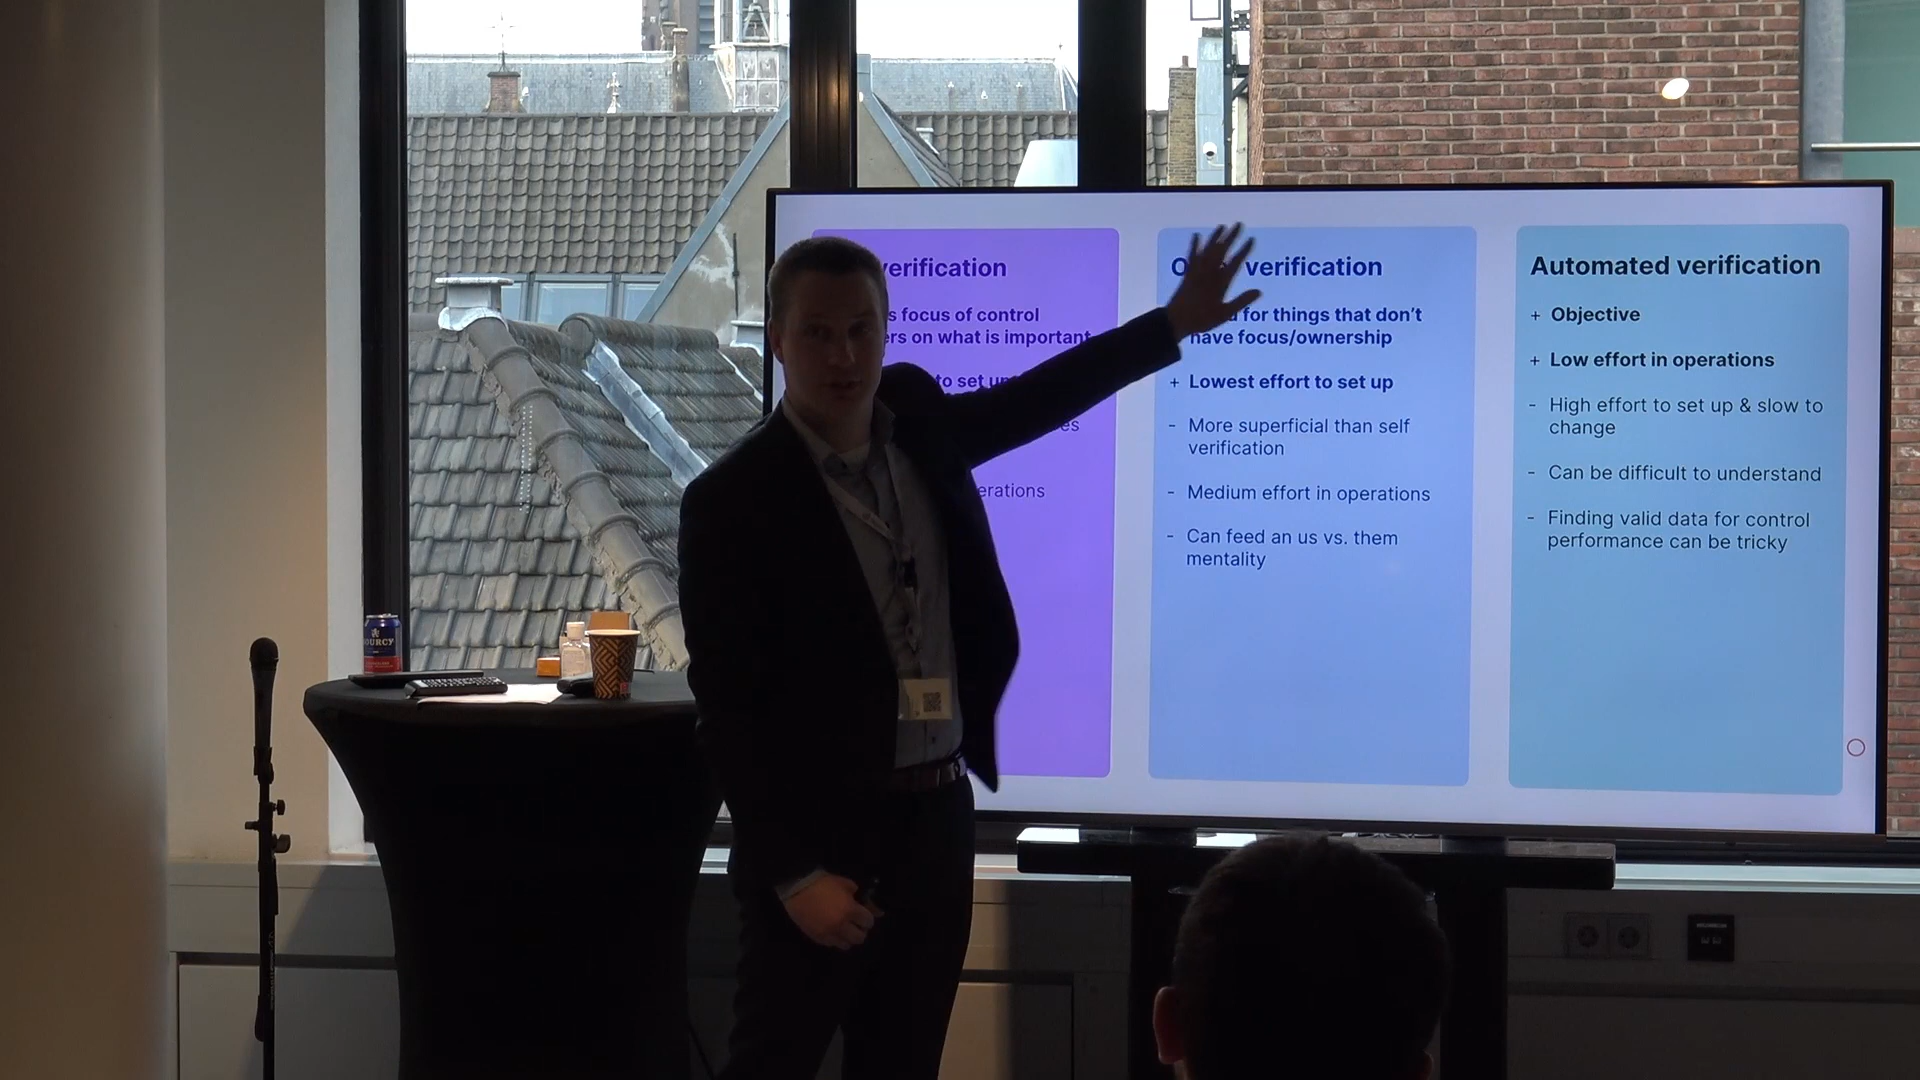 verification
s focus of control
ers on what is important
to set up
es
erations
verification
for things that don't
have focus/ownership
+ Lowest effort to set up
- More superficial than self
verification
- Medium effort in operations
- Can feed an us vs. them
mentality
Automated verification
+ Objective
+ Low effort in operations
- High effort to set up & slow to
change
- Can be difficult to understand
- Finding valid data for control
performance can be tricky
OURCY